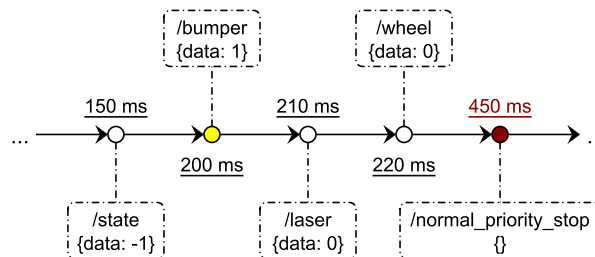 /bumper
{data: 1}
/wheel
{data: 0}
150 ms
210 ms
450 ms
...
200 ms
220 ms
/state
{data: -1}
/laser
{data: 0}
/normal_priority_stop
{}